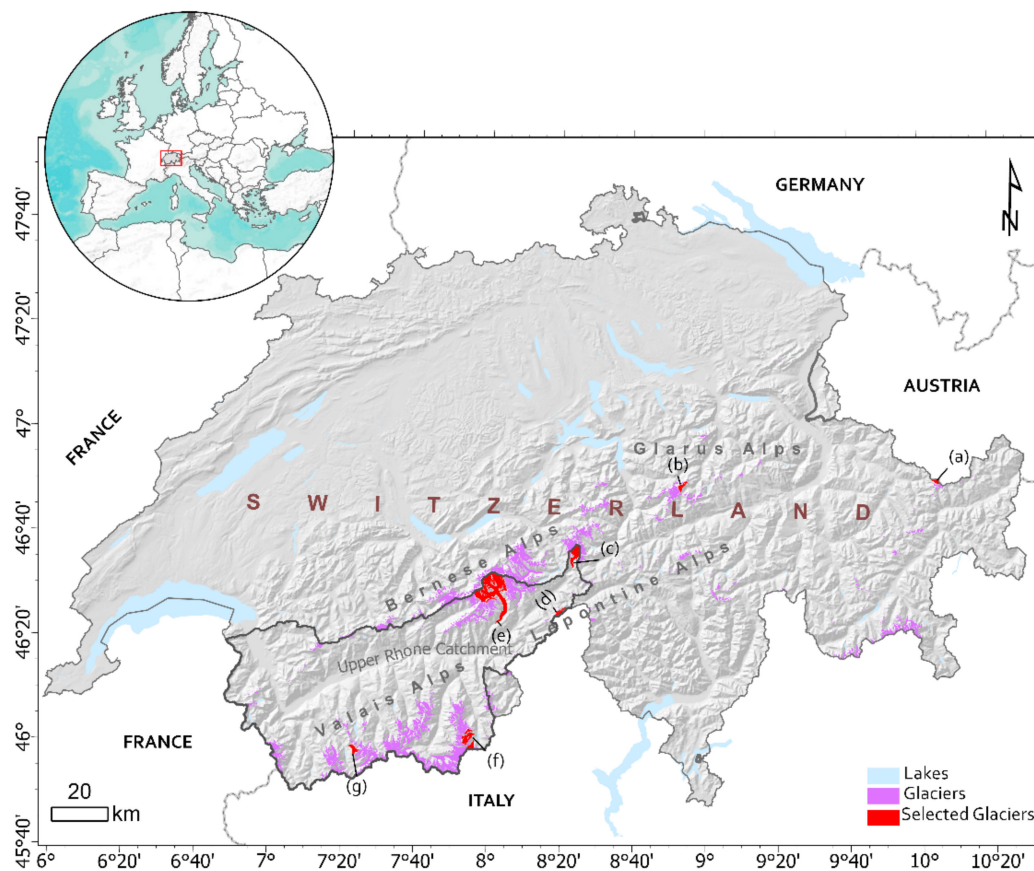 GERMANY
N
47°40'
47°20'
47°
46°40'
46°20'
46°
45°40'
FRANCE
AUSTRIA
Glarus Alps
(a)
(b)
SWITZERLAND
(c)
Bernese Alps
Lepontine Alps
(d)
(e)
Upper Rhone Catchment
Valais Alps
FRANCE
(f)
(g)
ITALY
20
km
Lakes
Glaciers
Selected Glaciers
6° 6°20' 6°40' 7° 7°20' 7°40' 8° 8°20' 8°40' 9° 9°20' 9°40' 10° 10°20'